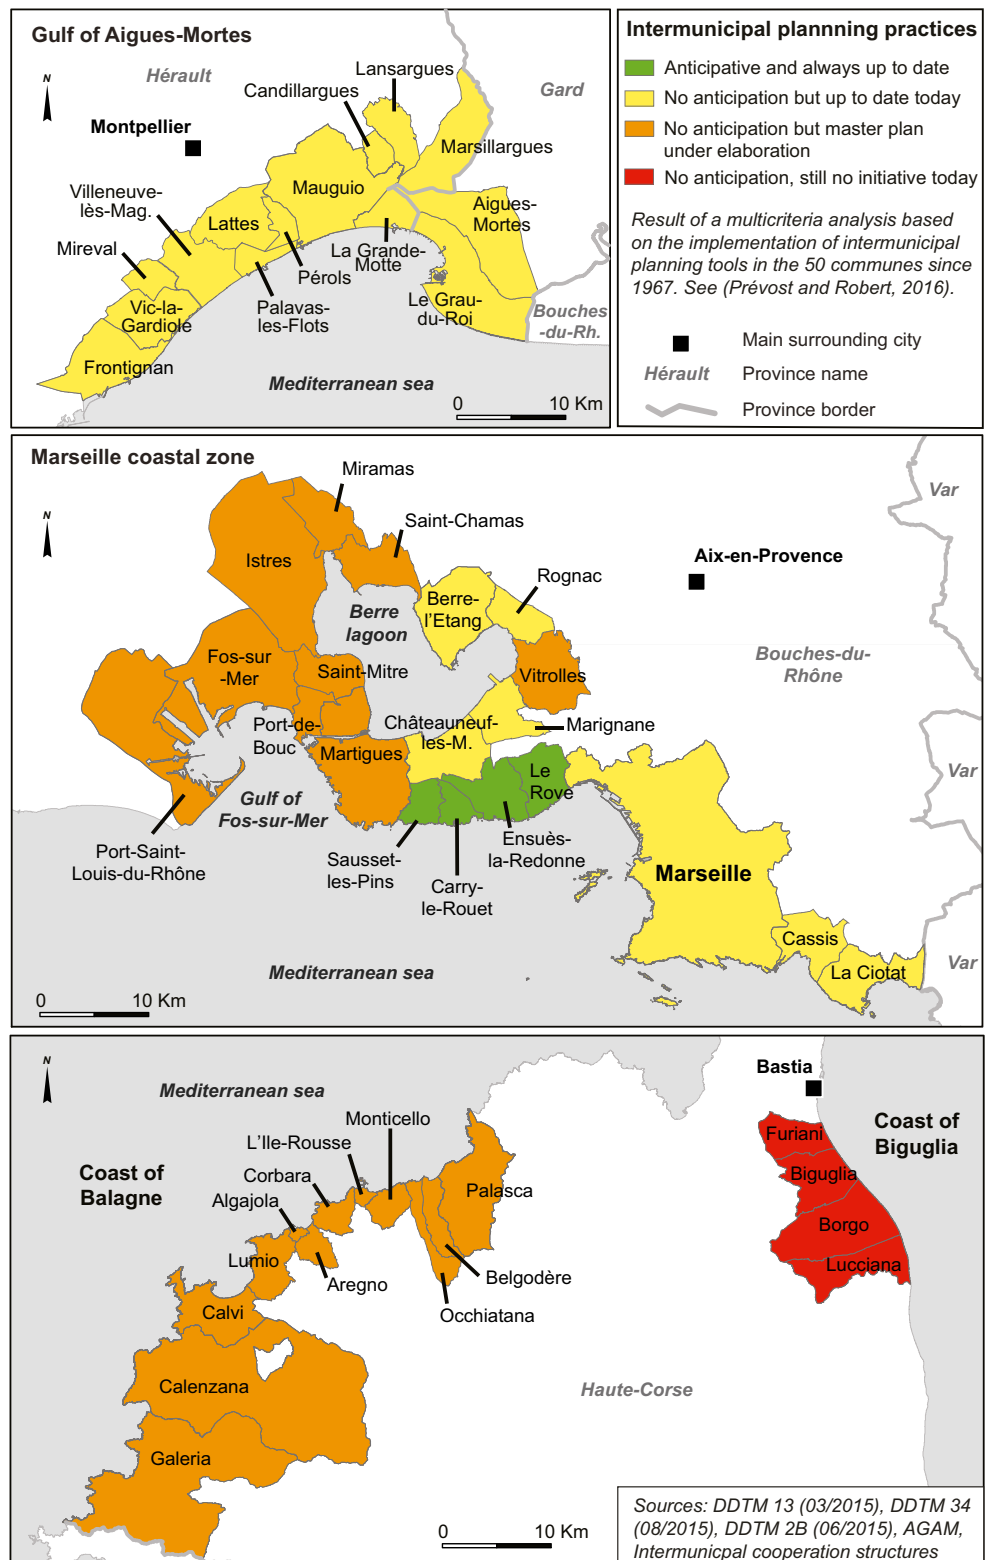 Gulf of Aigues-Mortes
N
Hérault
Lansargues
Candillargues
Gard
Montpellier
Marsillargues
Villeneuve-
lès-Mag.
Mauguio
Aigues-
Mortes
Lattes
Mireval
La Grande-
Motte
Pérols
Vic-la-
Gardiole
Palavas-
les-Flots
Le Grau-
du-Roi
Bouches
-du-Rh.
Frontignan
Mediterranean sea
0 10 Km
Intermunicipal plannning practices
Anticipative and always up to date
No anticipation but up to date today
No anticipation but master plan
under elaboration
No anticipation, still no initiative today
Result of a multicriteria analysis based
on the implementation of intermunicipal
planning tools in the 50 communes since
1967. See (Prévost and Robert, 2016).
Main surrounding city
Hérault Province name
Province border
Marseille coastal zone
N
Miramas
Var
Saint-Chamas
Aix-en-Provence
Istres
Rognac
Berre-
l'Etang
Berre
lagoon
Bouches-du-
Rhône
Fos-sur
-Mer
Saint-Mitre
Vitrolles
Port-de-
Bouc
Châteauneuf-
les-M.
Marignane
Martigues
Le
Rove
Var
Gulf of
Fos-sur-Mer
Ensuès-
la-Redonne
Port-Saint-
Louis-du-Rhône
Sausset-
les-Pins
Carry-
le-Rouet
Marseille
Cassis
La Ciotat
Var
Mediterranean sea
0 10 Km
N
Mediterranean sea
Bastia
Monticello
L'Ile-Rousse
Coast of
Biguglia
Furiani
Coast of
Balagne
Corbara
Biguglia
Algajola
Palasca
Borgo
Lumio
Lucciana
Aregno
Belgodère
Calvi
Occhiatana
Calenzana
Haute-Corse
Galeria
0 10 Km
Sources: DDTM 13 (03/2015), DDTM 34
(08/2015), DDTM 2B (06/2015), AGAM,
Intermunicpal cooperation structures